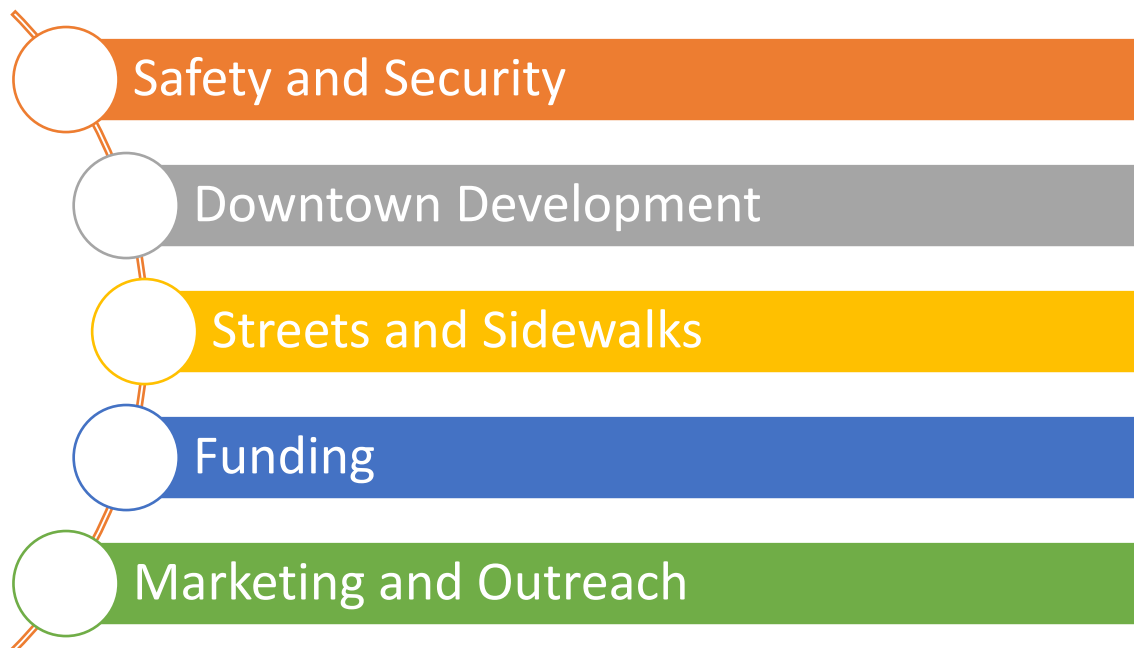 Safety and Security
Downtown Development
Streets and Sidewalks
Funding
Marketing and Outreach